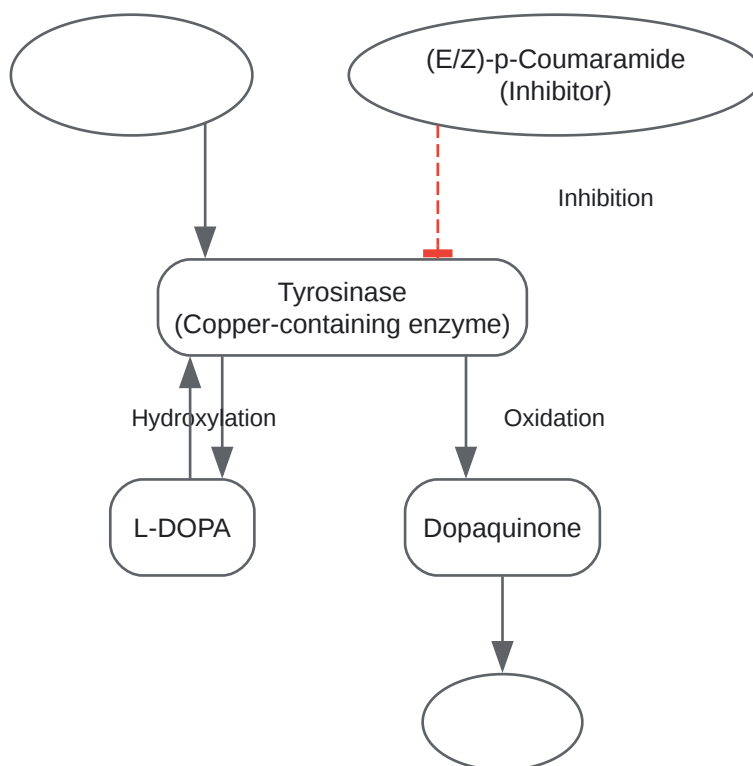 (E/Z)-p-Coumaramide
(Inhibitor)
Inhibition
Tyrosinase
(Copper-containing enzyme)
Hydroxylation
Oxidation
L-DOPA
Dopaquinone